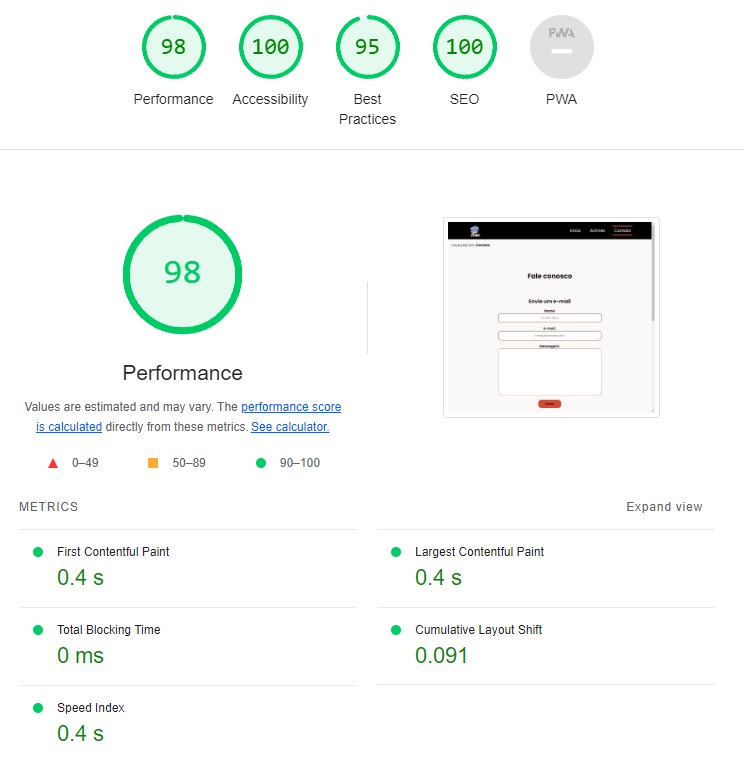 98
100
95
100
PWA
Performance
Accessibility
Best
Practices
SEO
PWA
98
Performance
Values are estimated and may vary. The performance score
is calculated directly from these metrics. See calculator.
0–49
50–89
90–100
Início Animes Contato
Você está em: Contato
Fale conosco
Envie um e-mail
Nome:
E-mail:
Mensagem:
METRICS
Expand view
First Contentful Paint
0.4 s
Largest Contentful Paint
0.4 s
Total Blocking Time
0 ms
Cumulative Layout Shift
0.091
Speed Index
0.4 s